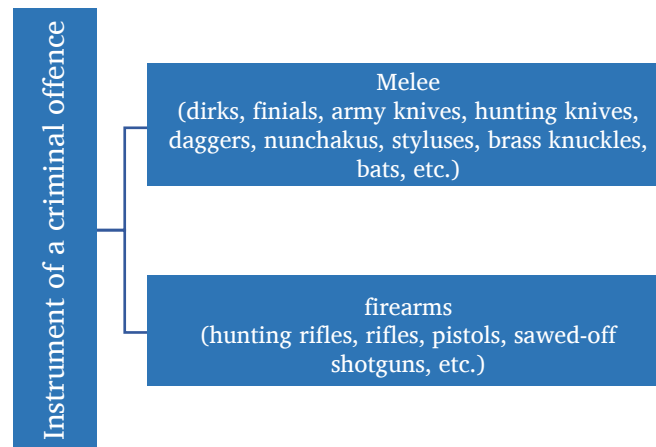 Instrument of a criminal offence
Melee
(dirks, finials, army knives, hunting knives,
daggers, nunchakus, styluses, brass knuckles,
bats, etc.)
firearms
(hunting rifles, rifles, pistols, sawed-off
shotguns, etc.)